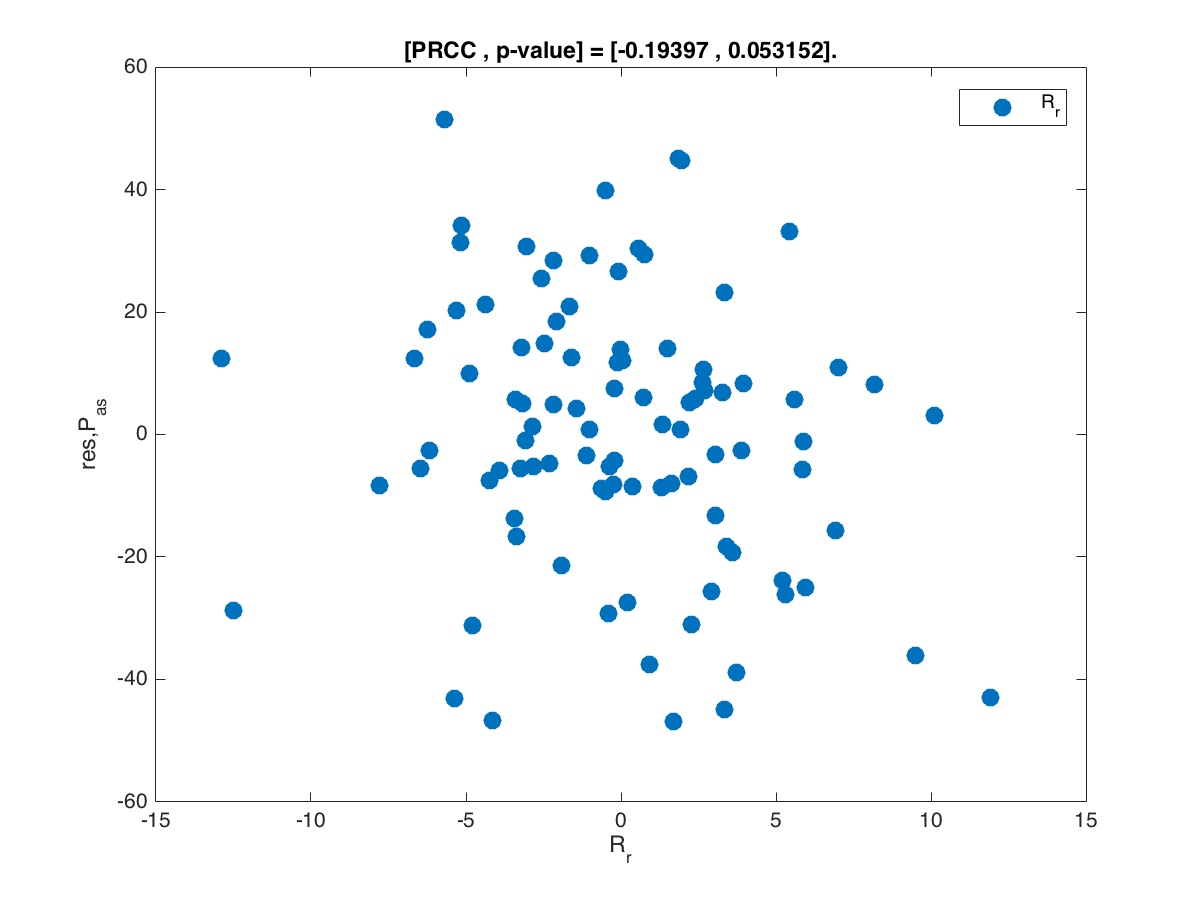 [PRCC , p-value] = [-0.19397 , 0.053152].
R_r
60
40
20
0
-20
-40
-60
res,P_as
-15 -10 -5 0 5 10 15
R_r